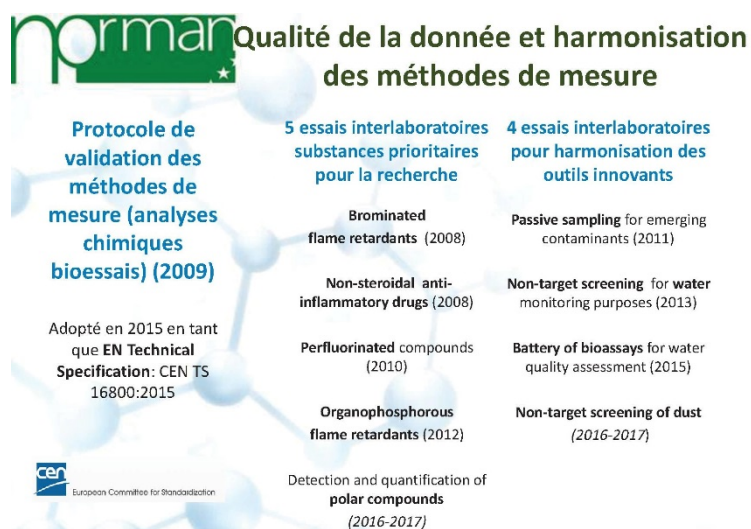 norman
Qualité de la donnée et harmonisation
des méthodes de mesure
Protocole de
validation des
méthodes de
mesure (analyses
chimiques
bioessais) (2009)
Adopté en 2015 en tant
que EN Technical
Specification: CEN TS
16800:2015
cen
European Committee for Standardization
5 essais interlaboratoires
substances prioritaires
pour la recherche
Brominated
flame retardants (2008)
Non-steroidal anti-
inflammatory drugs (2008)
Perfluorinated compounds
(2010)
Organophosphorous
flame retardants (2012)
Detection and quantification of
polar compounds
(2016-2017)
4 essais interlaboratoires
pour harmonisation des
outils innovants
Passive sampling for emerging
contaminants (2011)
Non-target screening for water
monitoring purposes (2013)
Battery of bioassays for water
quality assessment (2015)
Non-target screening of dust
(2016-2017)